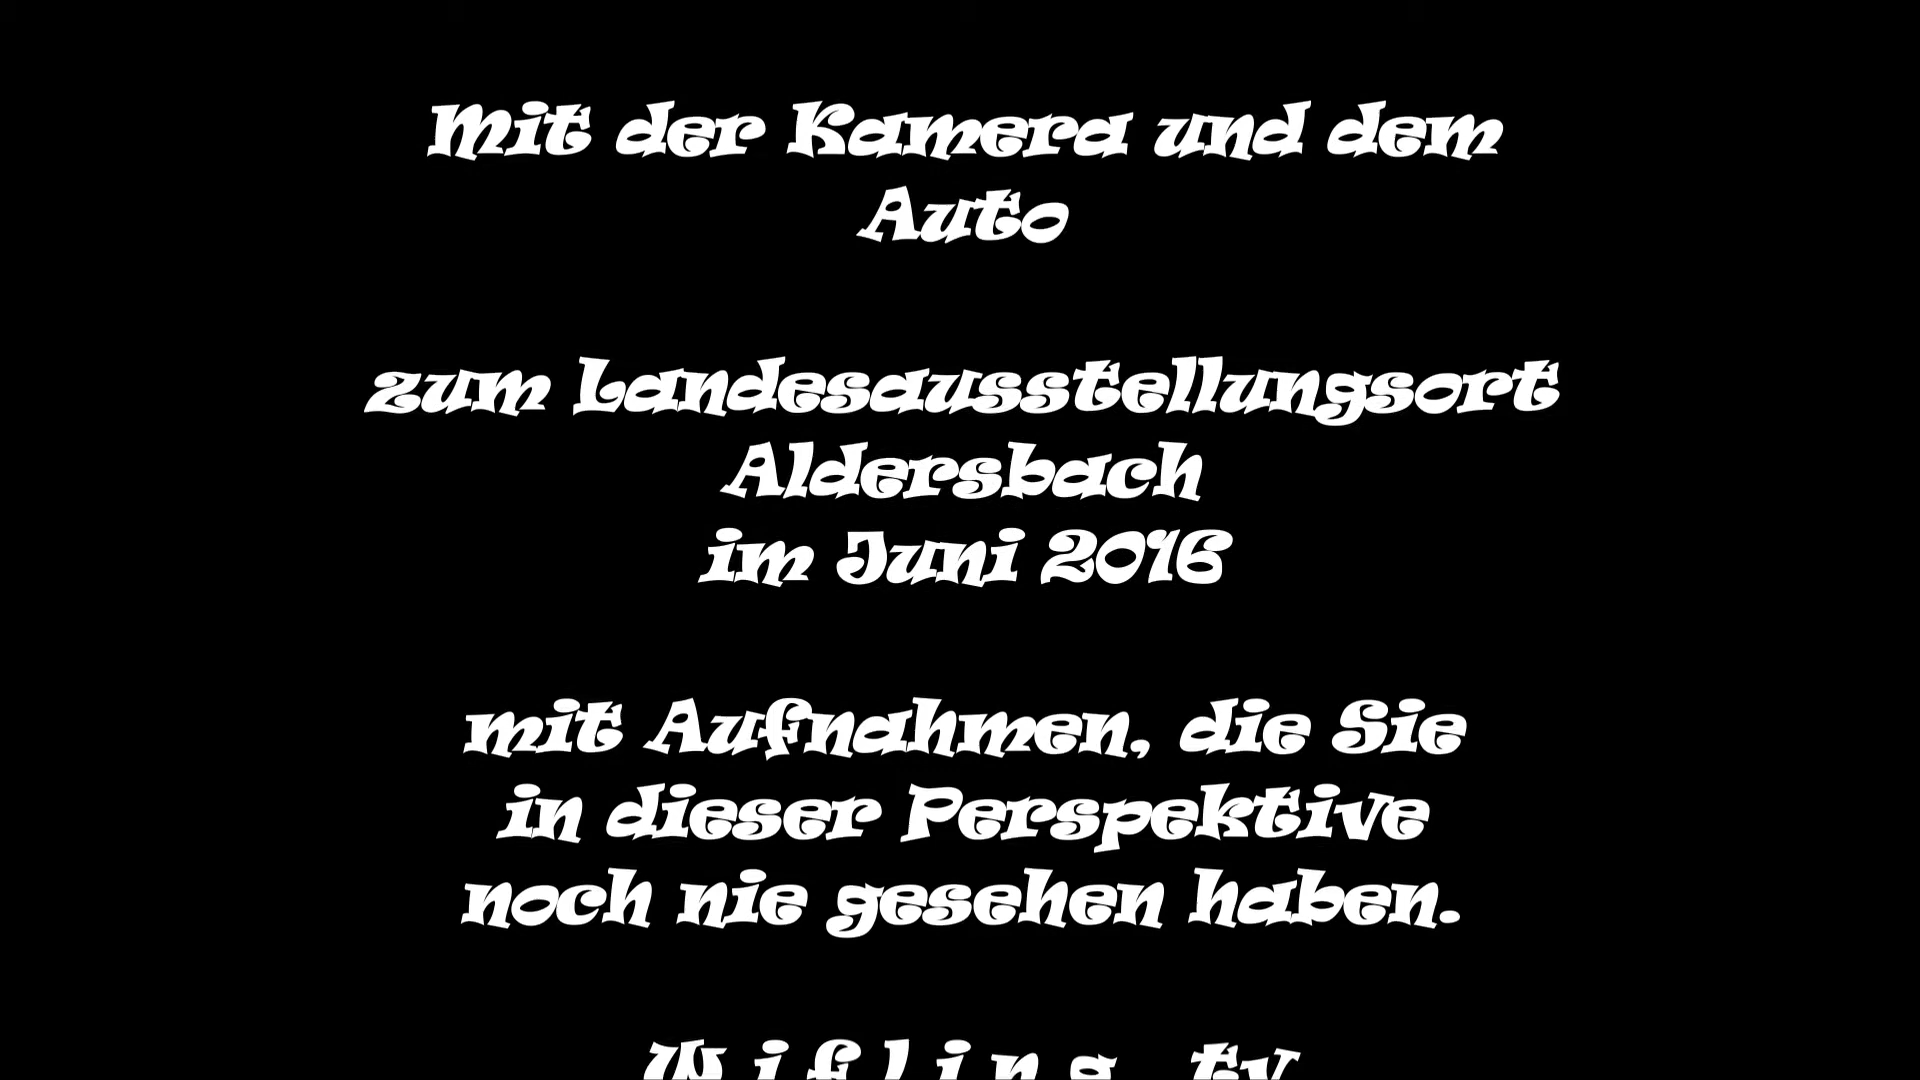 Mit der Kamera und dem
Auto
zum Landesausstellungsort
Aldersbach
im Juni 2016
mit Aufnahmen, die Sie
in dieser Perspektive
noch nie gesehen haben.
W i f l i n g . tv